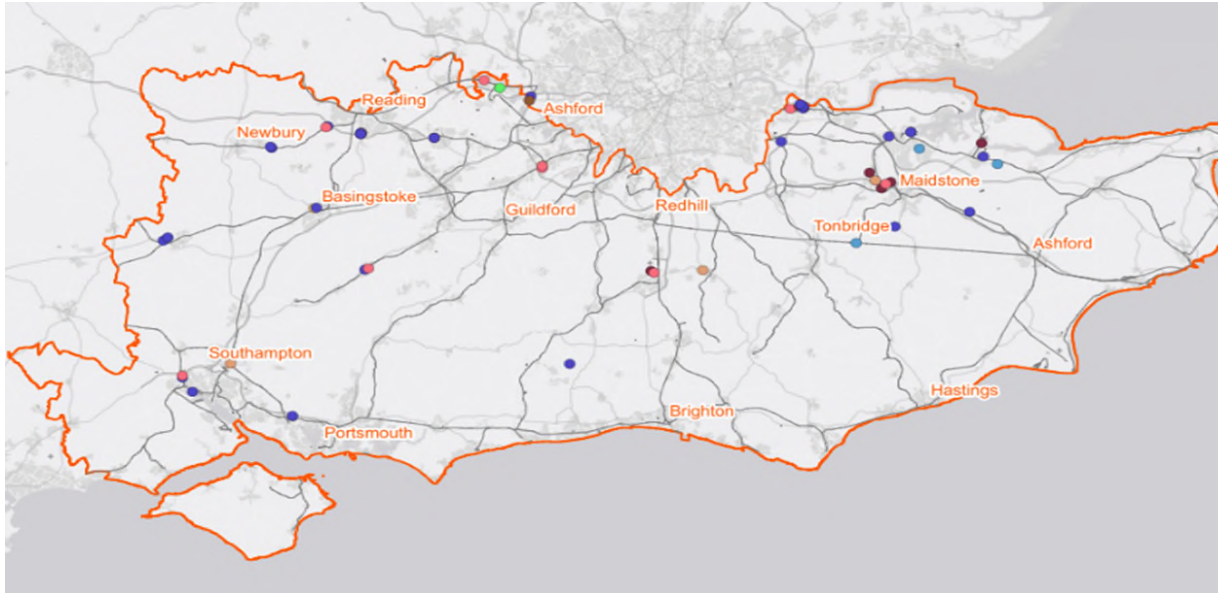 Reading
Ashford
Newbury
Maidstone
Basingstoke
Guildford
Redhill
Tonbridge
Ashford
Southampton
Hastings
Brighton
Portsmouth